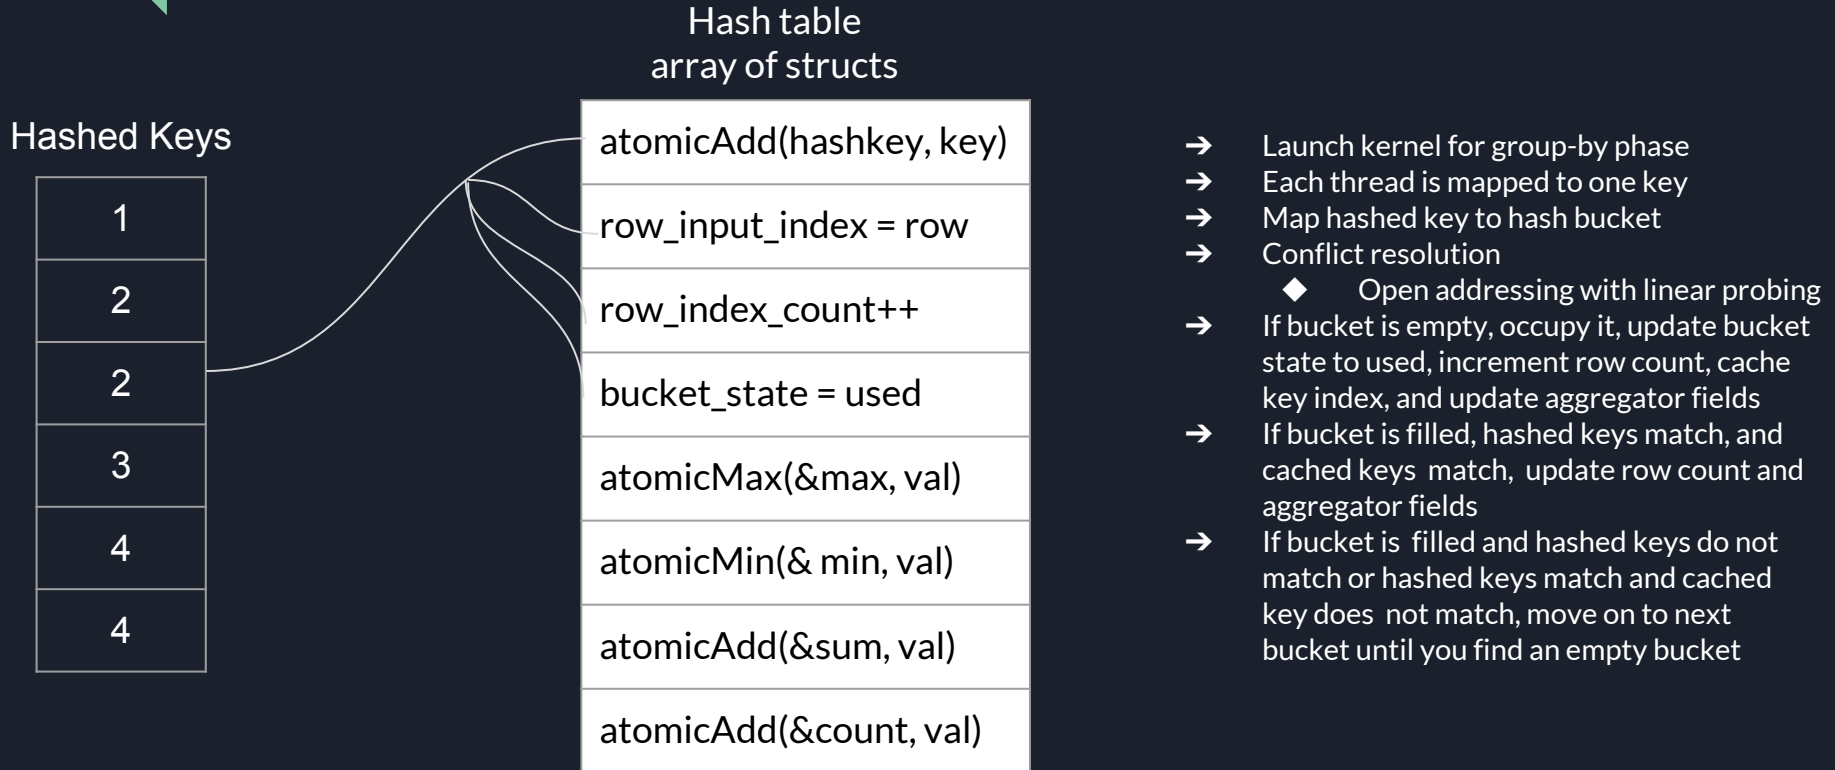 Hash table
array of structs
Hashed Keys
1
2
2
3
4
4
atomicAdd(hashkey, key)
row_input_index = row
row_index_count++
bucket_state = used
atomicMax(&max, val)
atomicMin(& min, val)
atomicAdd(&sum, val)
atomicAdd(&count, val)
➔ Launch kernel for group-by phase
➔ Each thread is mapped to one key
➔ Map hashed key to hash bucket
➔ Conflict resolution
◆ Open addressing with linear probing
➔ If bucket is empty, occupy it, update bucket
state to used, increment row count, cache
key index, and update aggregator fields
➔ If bucket is filled, hashed keys match, and
cached keys match, update row count and
aggregator fields
➔ If bucket is filled and hashed keys do not
match or hashed keys match and cached
key does not match, move on to next
bucket until you find an empty bucket